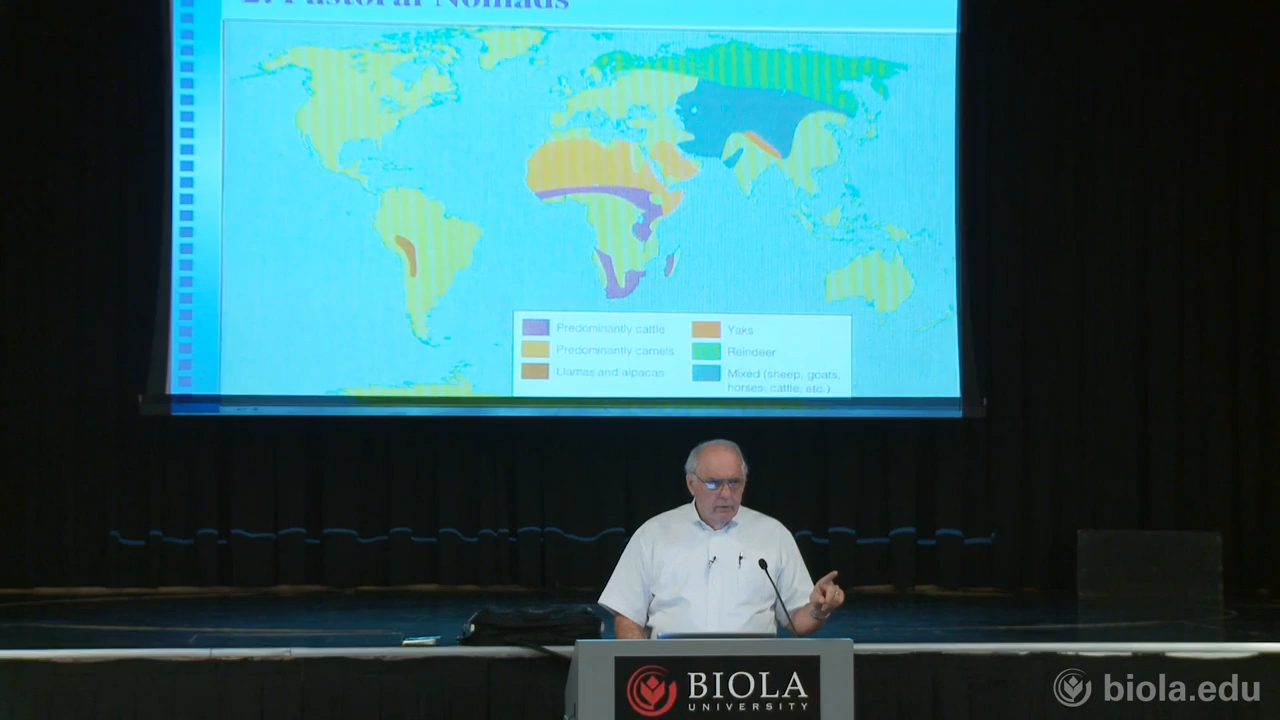 2. Pastoral Nomads
Predominantly cattle
Predominantly camels
Llamas and alpacas
Yaks
Reindeer
Mixed (sheep, goats,
horses, cattle, etc.)
BIOLA
UNIVERSITY
biola.edu